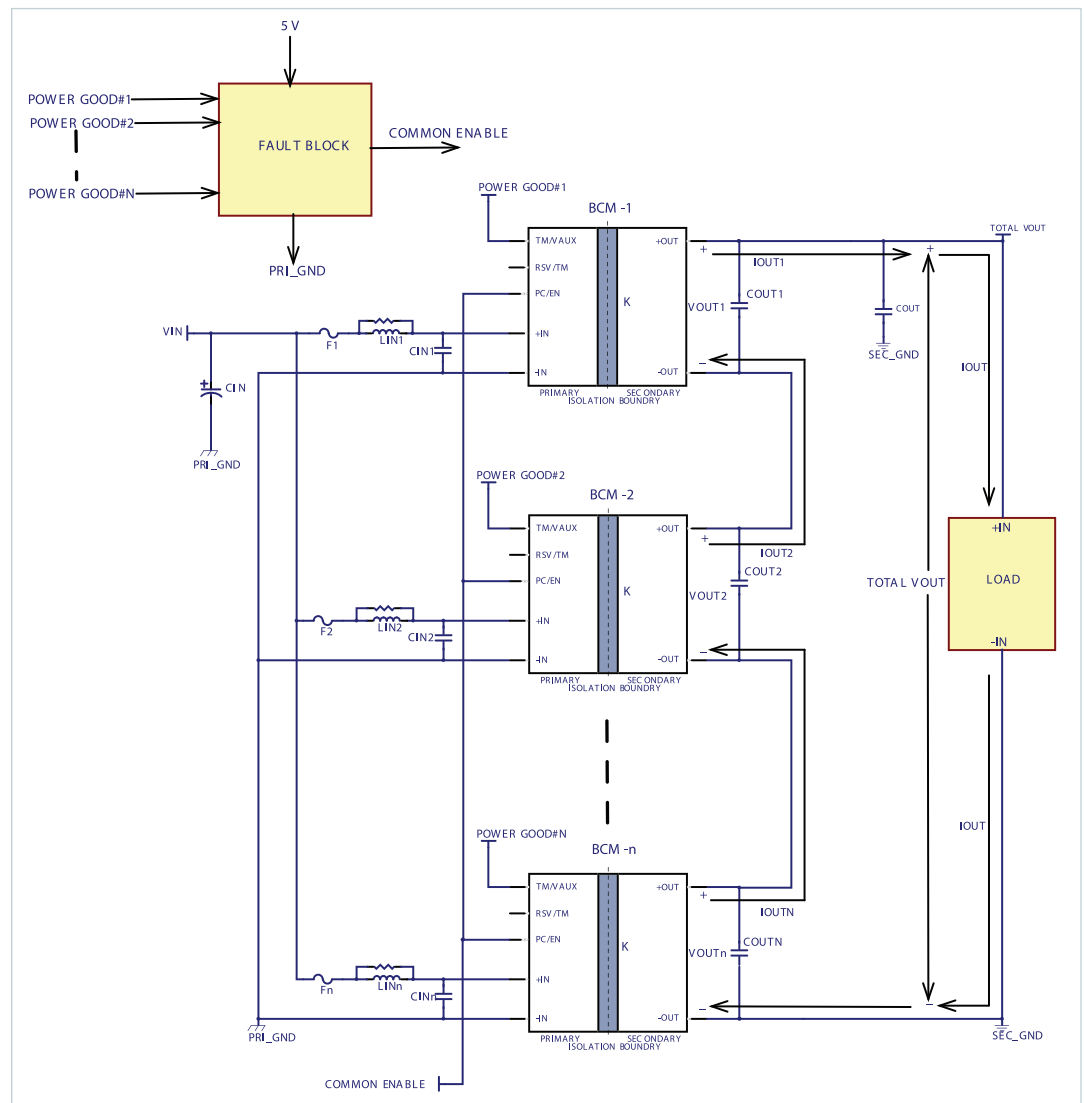 5 V
POWER GOOD#1
POWER GOOD#2
POWER GOOD#N
FAULT BLOCK
COMMON ENABLE
PRI_GND
POWER GOOD#1
BCM -1
TM/VAUX
RSV/TM
PC/EN
+IN
-IN
K
+OUT
-OUT
PRIMARY
SECONDARY
ISOLATION BOUNDRY
VIN
F1
LIN1
CIN1
CIN
PRI_GND
+
IOUT1
VOUT1
COUT1
-
TOTAL VOUT
COUT
SEC_GND
+
IOUT
POWER GOOD#2
BCM -2
TM/VAUX
RSV/TM
PC/EN
+IN
-IN
K
+OUT
-OUT
PRIMARY
SECONDARY
ISOLATION BOUNDRY
F2
LIN2
CIN2
+
IOUT2
VOUT2
COUT2
-
TOTAL VOUT
+IN
LOAD
-IN
POWER GOOD#N
BCM -n
TM/VAUX
RSV/TM
PC/EN
+IN
-IN
K
+OUT
-OUT
PRIMARY
SECONDARY
ISOLATION BOUNDRY
Fn
LINn
CINn
PRI_GND
+
IOUTN
VOUTn
COUTN
-
IOUT
-
SEC_GND
COMMON ENABLE